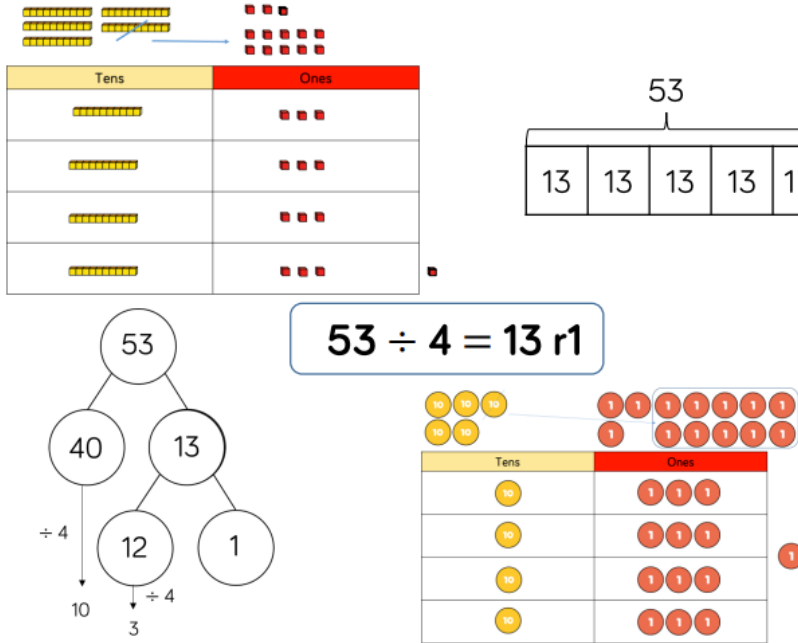 Tens Ones
53
13 13 13 13 1
53 ÷ 4 = 13 r1
53
40 13
÷ 4
12 1
÷ 4
10
3
10 10 10 1 1 1 1 1 1 1
10 10 1 1 1 1 1 1
Tens Ones
10 1 1 1
10 1 1 1
1
10 1 1 1
10 1 1 1